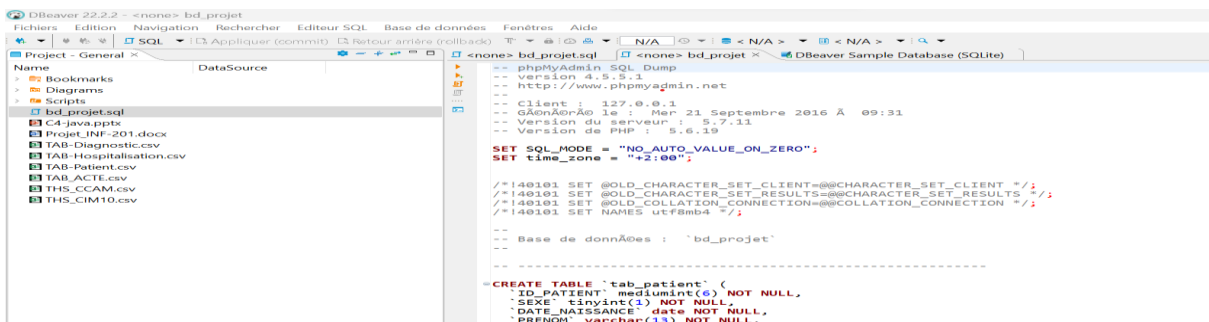 DBeaver 22.2.2 - <none> bd_projet
Fichiers Edition Navigation Rechercher Editeur SQL Base de données Fenêtres Aide
SQL Appliquer (commit) Retour arrière (rollback) N/A < N/A > < N/A >
Project - General
Name DataSource
Bookmarks
Diagrams
Scripts
bd_projet.sql
C4-java.pptx
Projet_INF-201.docx
TAB-Diagnostic.csv
TAB-Hospitalisation.csv
TAB-Patient.csv
TAB_ACTE.csv
THS_CCAM.csv
THS_CIM10.csv
<none> bd_projet.sql <none> bd_projet DBeaver Sample Database (SQLite)
-- phpMyAdmin SQL Dump
-- version 4.5.5.1
-- http://www.phpmyadmin.net
--
-- Client : 127.0.0.1
-- GÃ©nÃ©rÃ© le : Mer 21 Septembre 2016 Ã  09:31
-- Version du serveur : 5.7.11
-- Version de PHP : 5.6.19
SET SQL_MODE = "NO_AUTO_VALUE_ON_ZERO";
SET time_zone = "+2:00";
/*!40101 SET @OLD_CHARACTER_SET_CLIENT=@@CHARACTER_SET_CLIENT */;
/*!40101 SET @OLD_CHARACTER_SET_RESULTS=@@CHARACTER_SET_RESULTS */;
/*!40101 SET @OLD_COLLATION_CONNECTION=@@COLLATION_CONNECTION */;
/*!40101 SET NAMES utf8mb4 */;
--
-- Base de donnÃ©es : `bd_projet`
--
-- --------------------------------------------------------
CREATE TABLE `tab_patient` (
`ID_PATIENT` mediumint(6) NOT NULL,
`SEXE` tinyint(1) NOT NULL,
`DATE_NAISSANCE` date NOT NULL,
`PRENOM` varchar(13) NOT NULL,